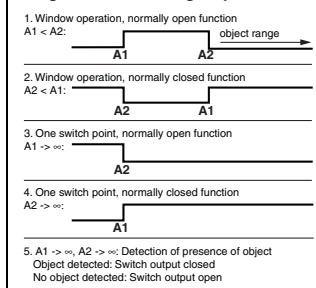 1. Window operation, normally open function
A1 < A2:
object range
A1
A2
2. Window operation, normally closed function
A2 < A1:
A2
A1
3. One switch point, normally open function
A1 -> ∞:
A2
4. One switch point, normally closed function
A2 -> ∞:
A1
5. A1 -> ∞, A2 -> ∞: Detection of presence of object
Object detected: Switch output closed
No object detected: Switch output open